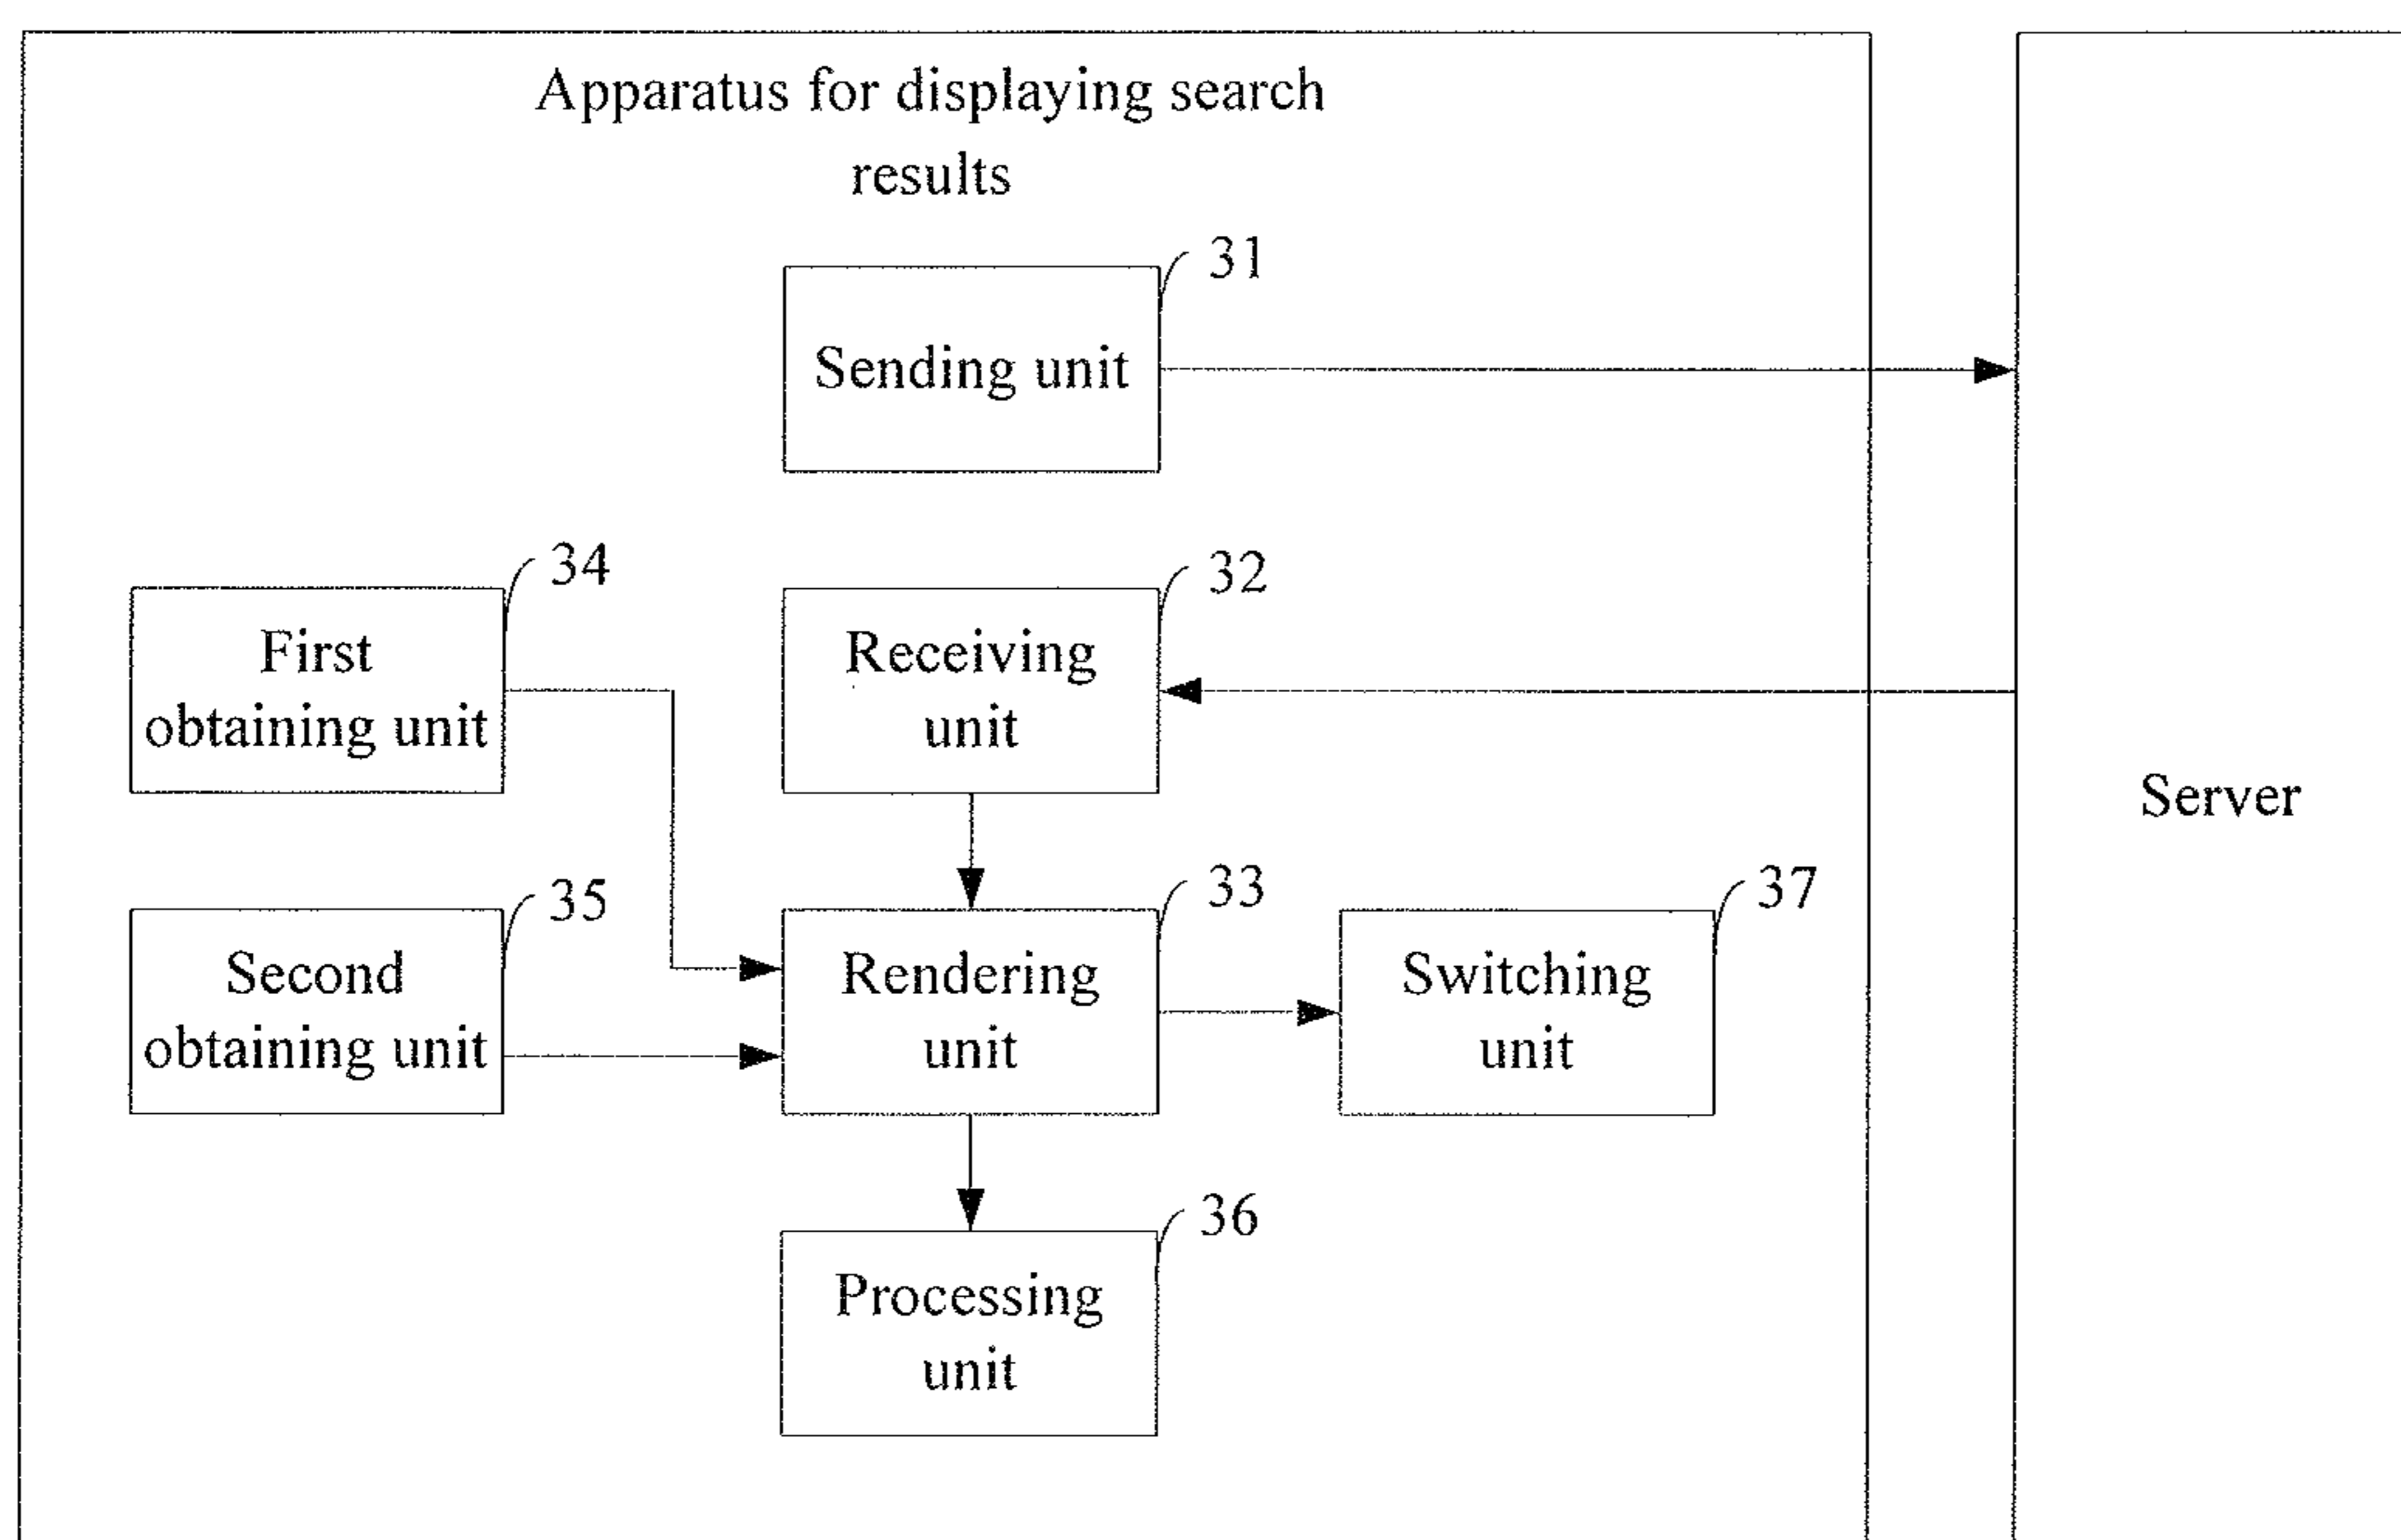 Apparatus for displaying search
results
31
Sending unit
34
First
obtaining unit
32
Receiving
unit
Server
35
Second
obtaining unit
33
Rendering
unit
37
Switching
unit
36
Processing
unit